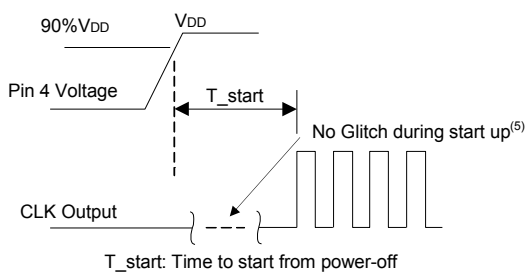 90%VDD
VDD
Pin 4 Voltage
T_start
No Glitch during start up(5)
CLK Output
T_start: Time to start from power-off